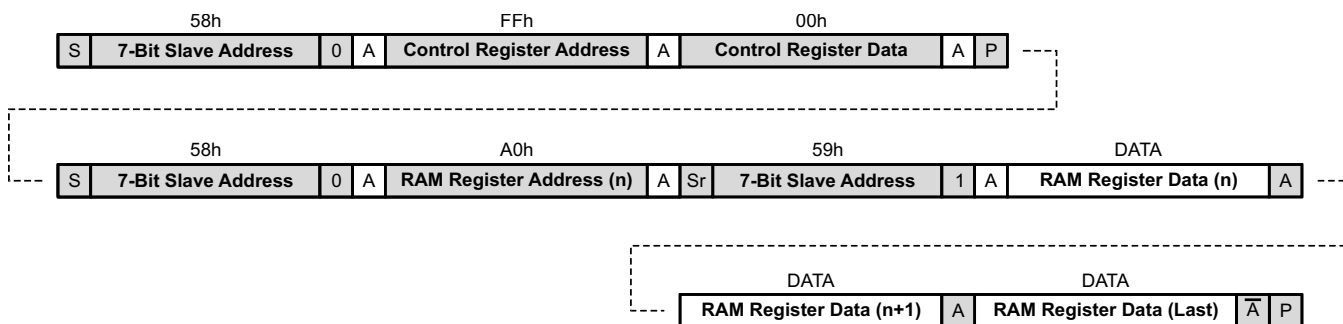 58h FFh 00h
S 7-Bit Slave Address 0 A Control Register Address A Control Register Data A P
58h A0h 59h DATA
S 7-Bit Slave Address 0 A RAM Register Address (n) A Sr 7-Bit Slave Address 1 A RAM Register Data (n) A
DATA DATA
RAM Register Data (n+1) A RAM Register Data (Last) A̅ P